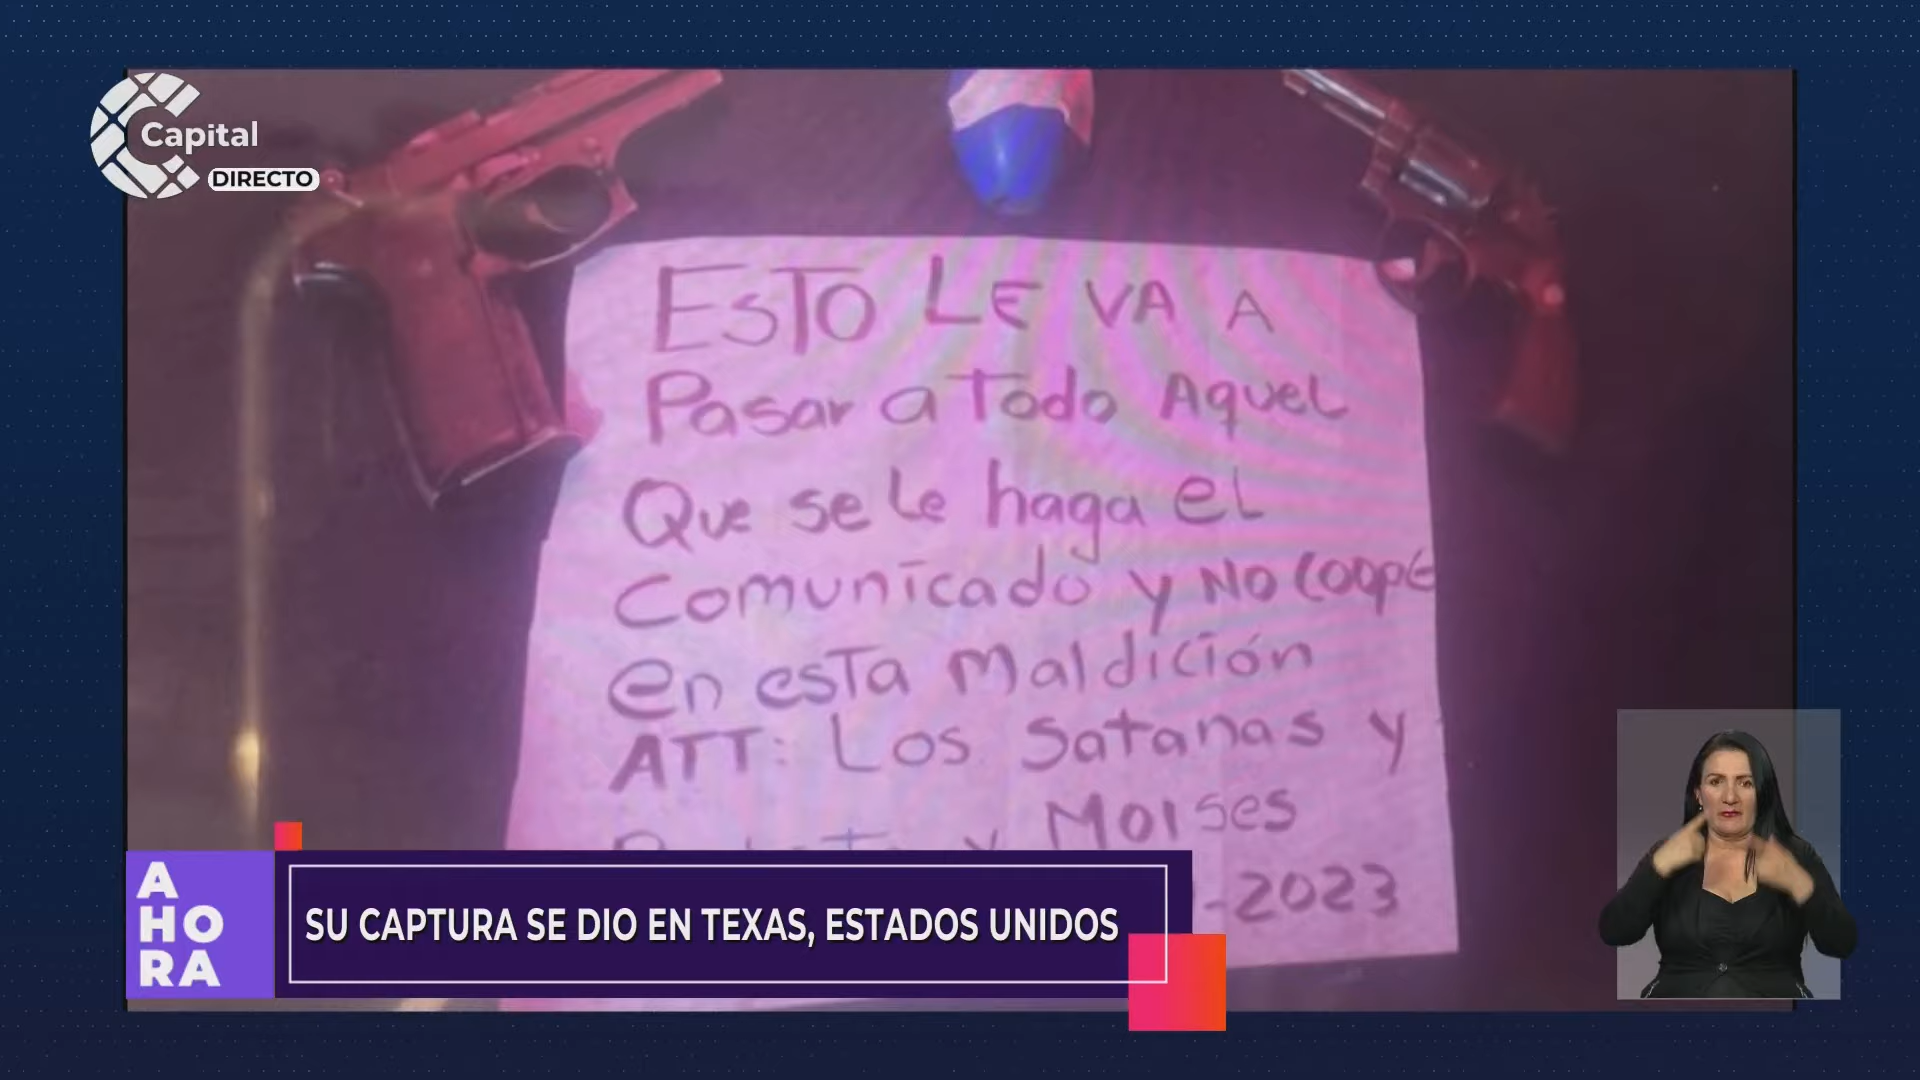 Capital
DIRECTO
ESTO LE VA A
Pasar a Todo Aquel
Que se le haga el
Comunicado y NO COOPE
en esta Maldición
ATT: Los Satanas y
y Moises
-2023
AHORA
SU CAPTURA SE DIO EN TEXAS, ESTADOS UNIDOS